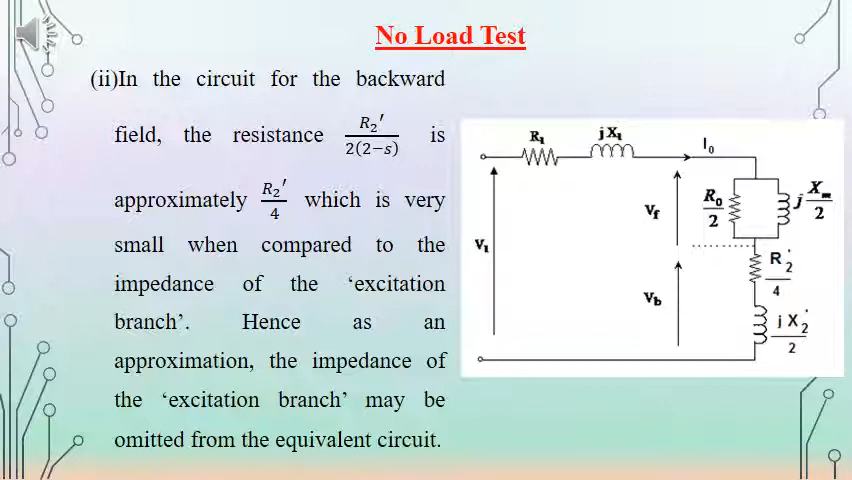 No Load Test
(ii)In the circuit for the backward
field, the resistance R₂′/2(2−s) is
approximately R₂′/4 which is very
small when compared to the
impedance of the 'excitation
branch'. Hence as an
approximation, the impedance of
the 'excitation branch' may be
omitted from the equivalent circuit.
R₁
jX₁
I₀
V₁
V_f
R₀/2
j X_m/2
V_b
R₂′/4
jX₂′/2